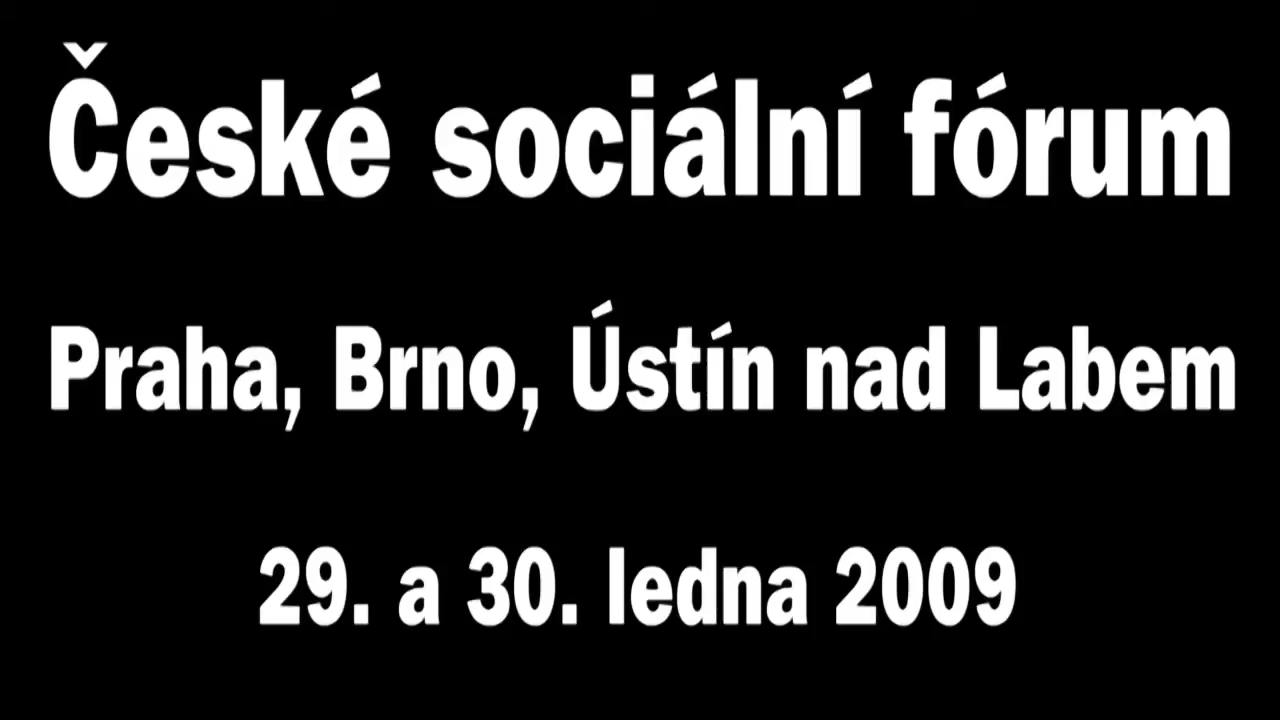 České sociální fórum
Praha, Brno, Ústín nad Labem
29. a 30. ledna 2009